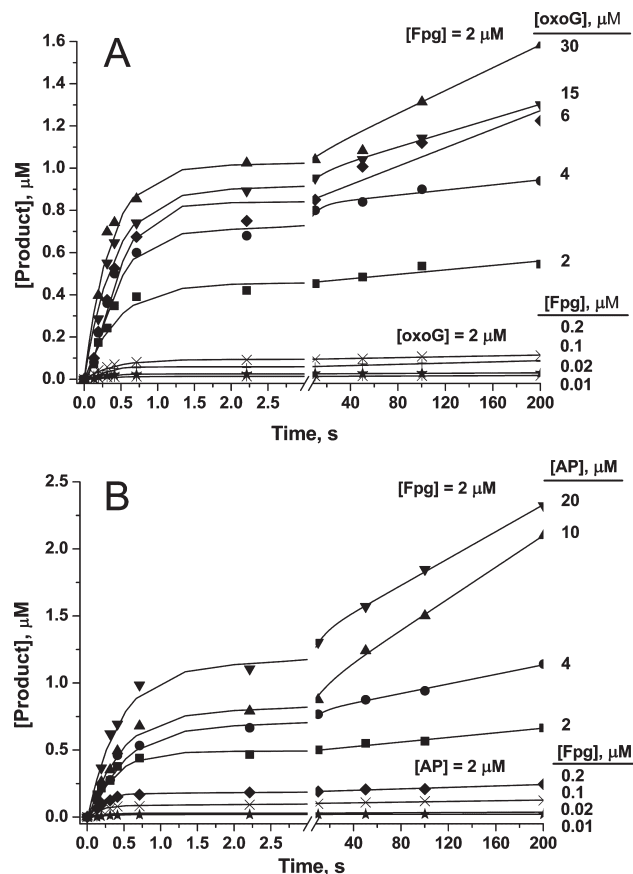 A
[Fpg] = 2 μM
[oxoG], μM
30
15
6
4
2
[Fpg], μM
0.2
0.1
0.02
0.01
[oxoG] = 2 μM
[Product], μM
1.6
1.4
1.2
1.0
0.8
0.6
0.4
0.2
0.0
0.0 0.5 1.0 1.5 2.0 2.5 40 80 120 160 200
Time, s
B
[Fpg] = 2 μM
[AP], μM
20
10
4
2
[Fpg], μM
0.2
0.1
0.02
0.01
[AP] = 2 μM
[Product], μM
2.5
2.0
1.5
1.0
0.5
0.0
0.0 0.5 1.0 1.5 2.0 2.5 40 80 120 160 200
Time, s